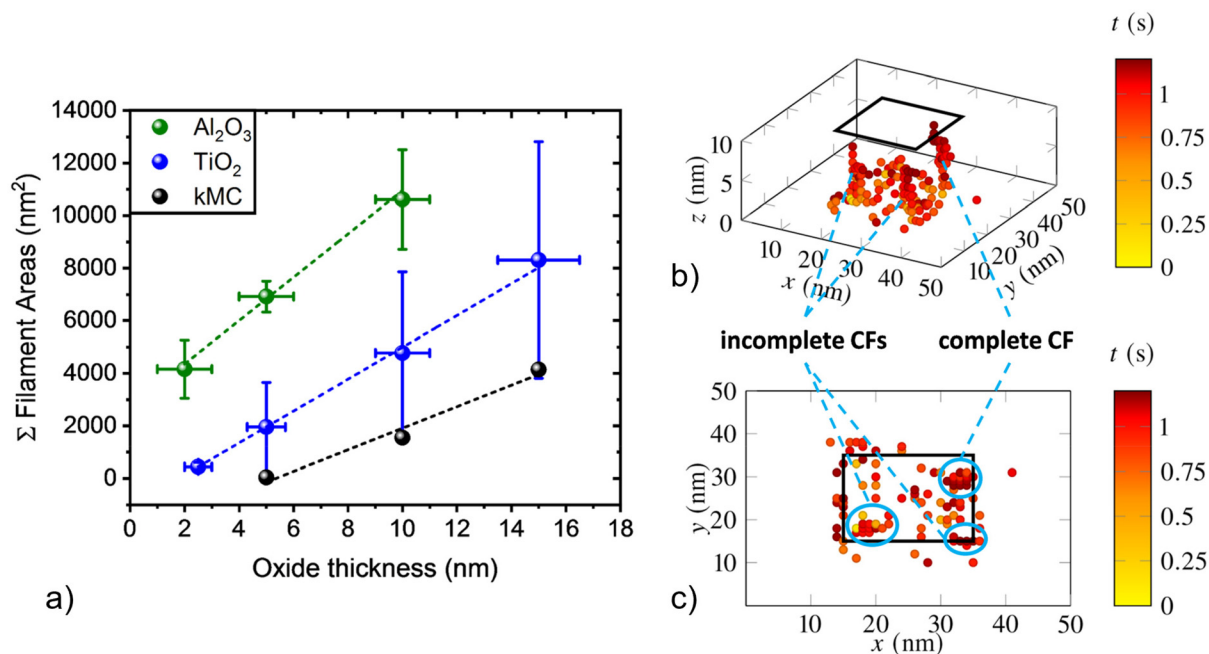 14000
12000
10000
8000
6000
4000
2000
0
Σ Filament Areas (nm²)
Al₂O₃
TiO₂
kMC
0 2 4 6 8 10 12 14 16 18
Oxide thickness (nm)
a)
t (s)
1
0.75
0.5
0.25
0
10
5
0
z (nm)
10
20
30
40
50
x (nm)
10
20
30
40
50
y (nm)
b)
incomplete CFs
complete CF
t (s)
1
0.75
0.5
0.25
0
50
40
30
20
10
y (nm)
10 20 30 40 50
x (nm)
c)